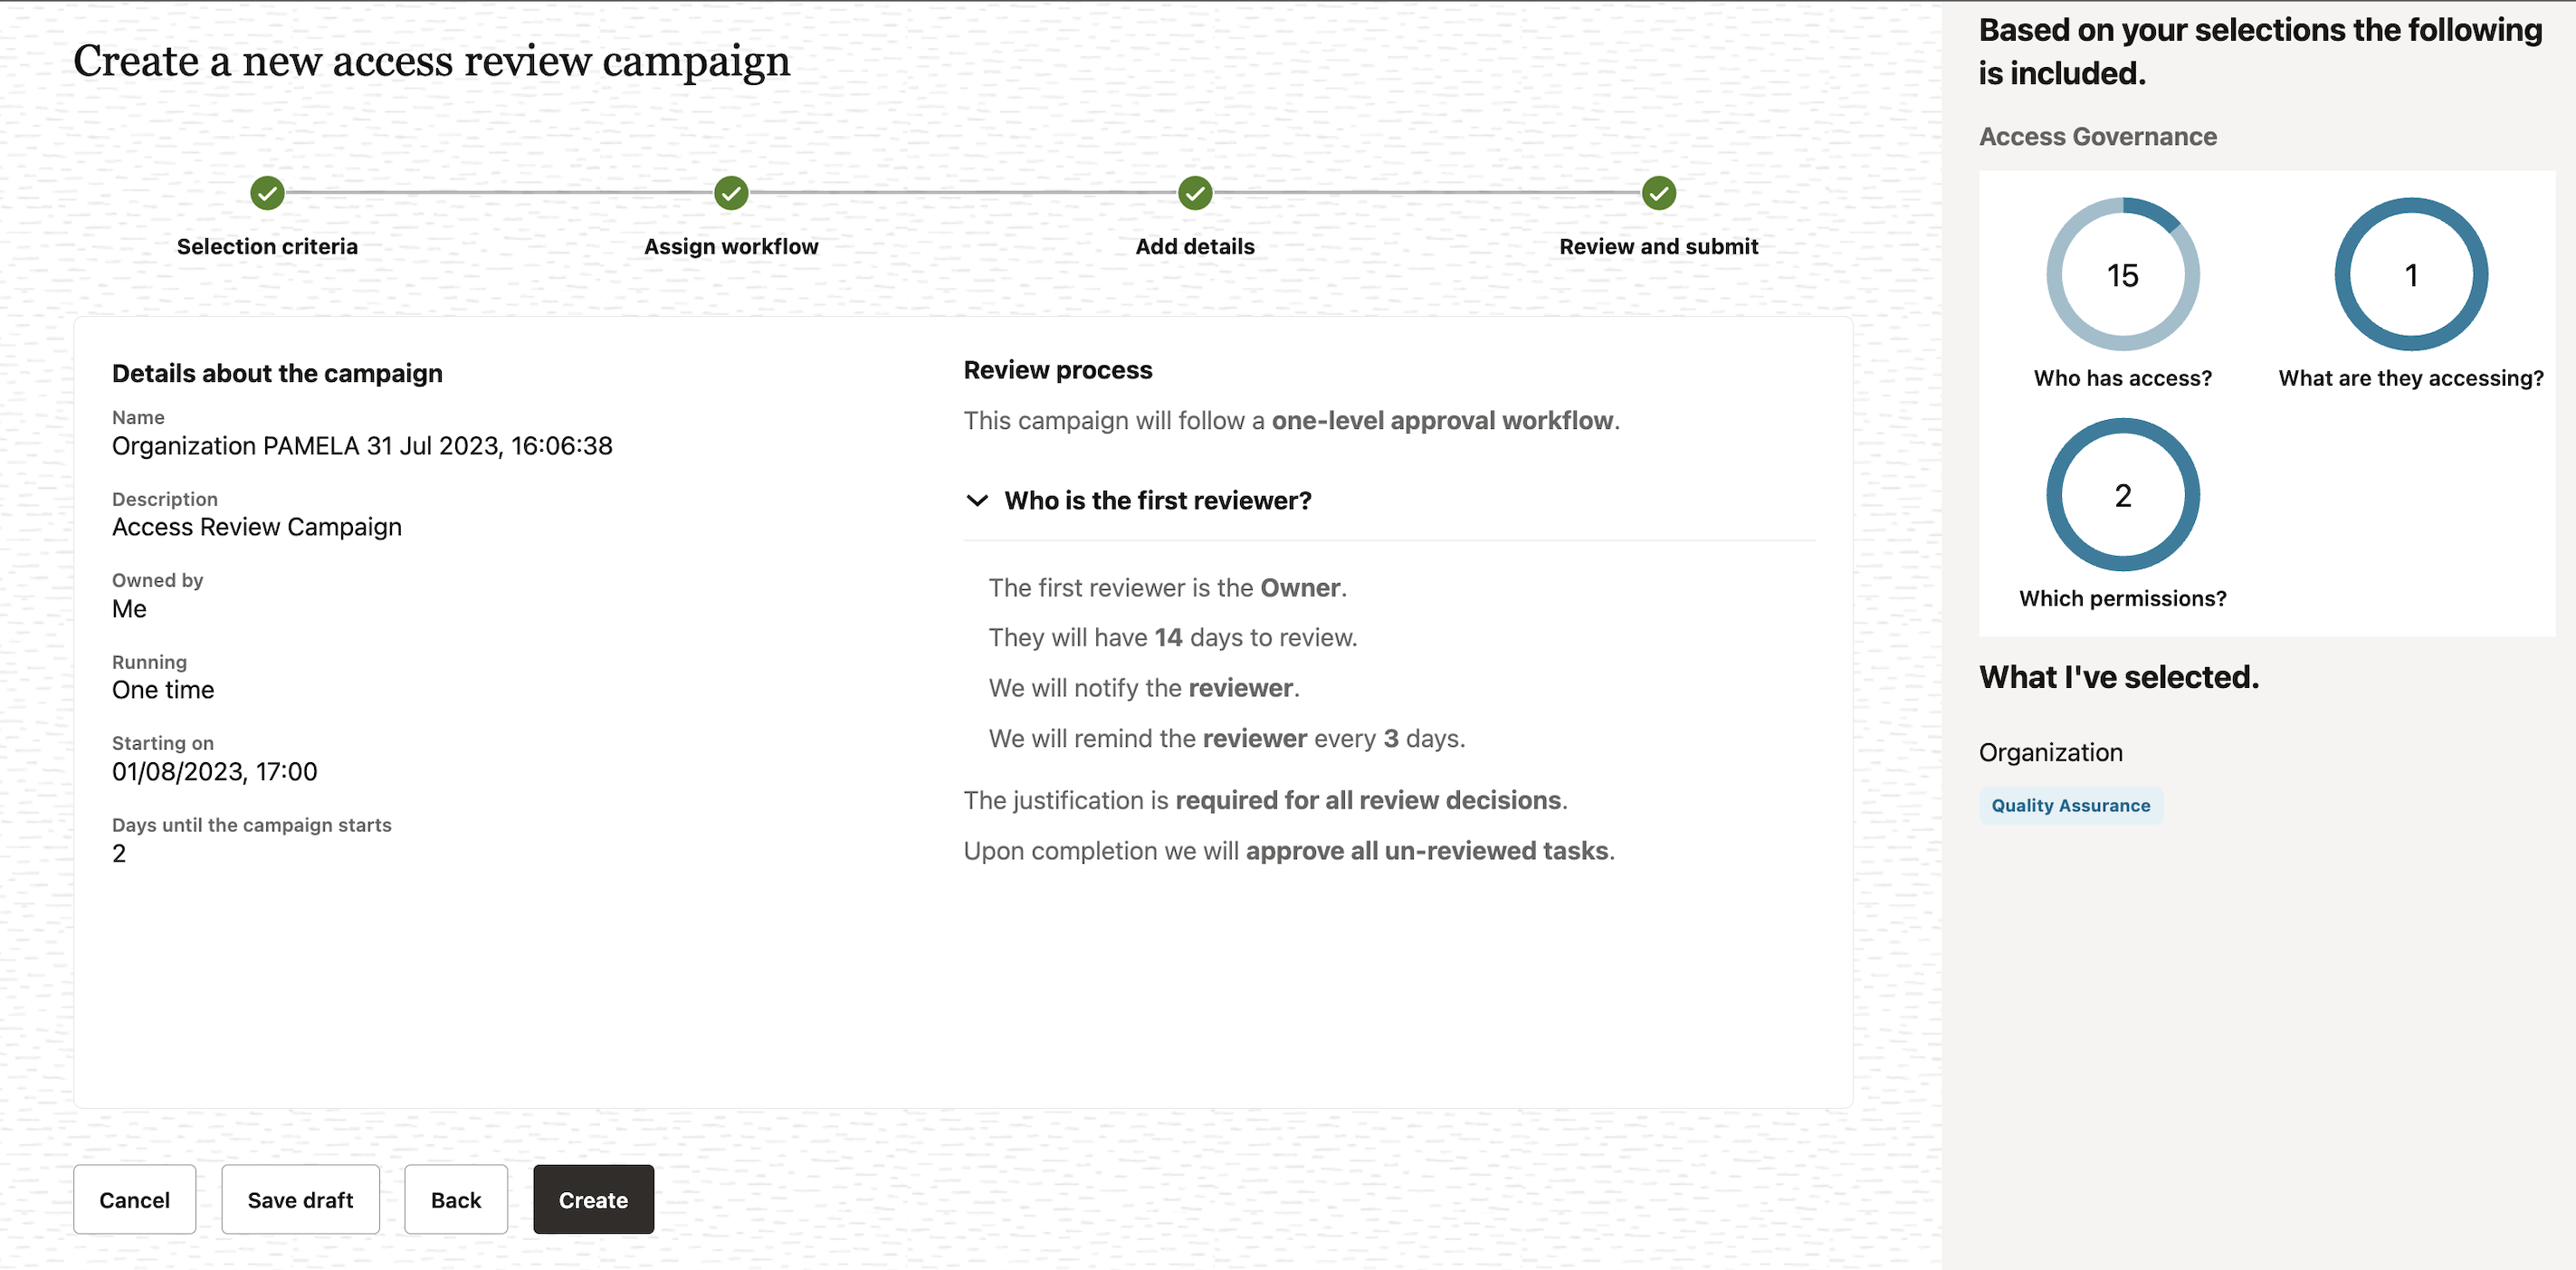 Create a new access review campaign
Selection criteria
Assign workflow
Add details
Review and submit
Details about the campaign
Name
Organization PAMELA 31 Jul 2023, 16:06:38
Description
Access Review Campaign
Owned by
Me
Running
One time
Starting on
01/08/2023, 17:00
Days until the campaign starts
2
Review process
This campaign will follow a one-level approval workflow.
Who is the first reviewer?
The first reviewer is the Owner.
They will have 14 days to review.
We will notify the reviewer.
We will remind the reviewer every 3 days.
The justification is required for all review decisions.
Upon completion we will approve all un-reviewed tasks.
Cancel
Save draft
Back
Create
Based on your selections the following
is included.
Access Governance
15
Who has access?
1
What are they accessing?
2
Which permissions?
What I've selected.
Organization
Quality Assurance